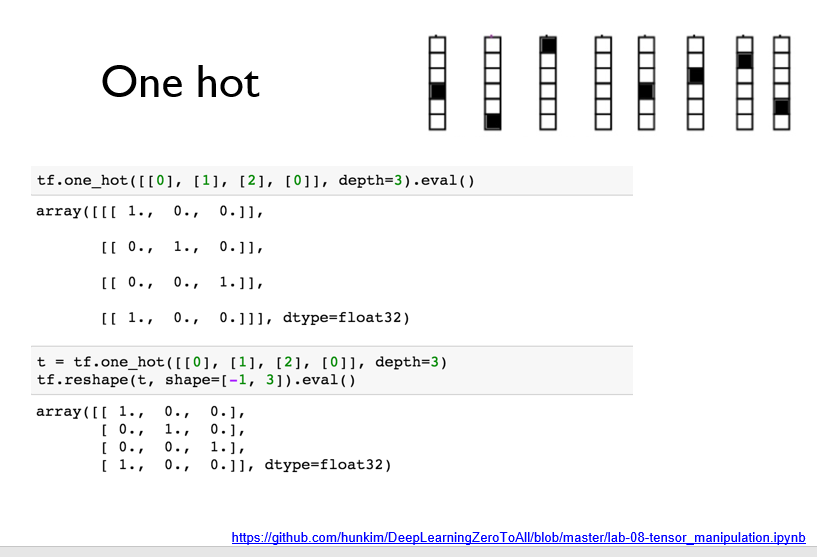 One hot
tf.one_hot([[0], [1], [2], [0]], depth=3).eval()
array([[[ 1.,  0.,  0.]],
[[ 0.,  1.,  0.]],
[[ 0.,  0.,  1.]],
[[ 1.,  0.,  0.]]], dtype=float32)
t = tf.one_hot([[0], [1], [2], [0]], depth=3)
tf.reshape(t, shape=[-1, 3]).eval()
array([[ 1.,  0.,  0.],
[ 0.,  1.,  0.],
[ 0.,  0.,  1.],
[ 1.,  0.,  0.]], dtype=float32)
https://github.com/hunkim/DeepLearningZeroToAll/blob/master/lab-08-tensor_manipulation.ipynb